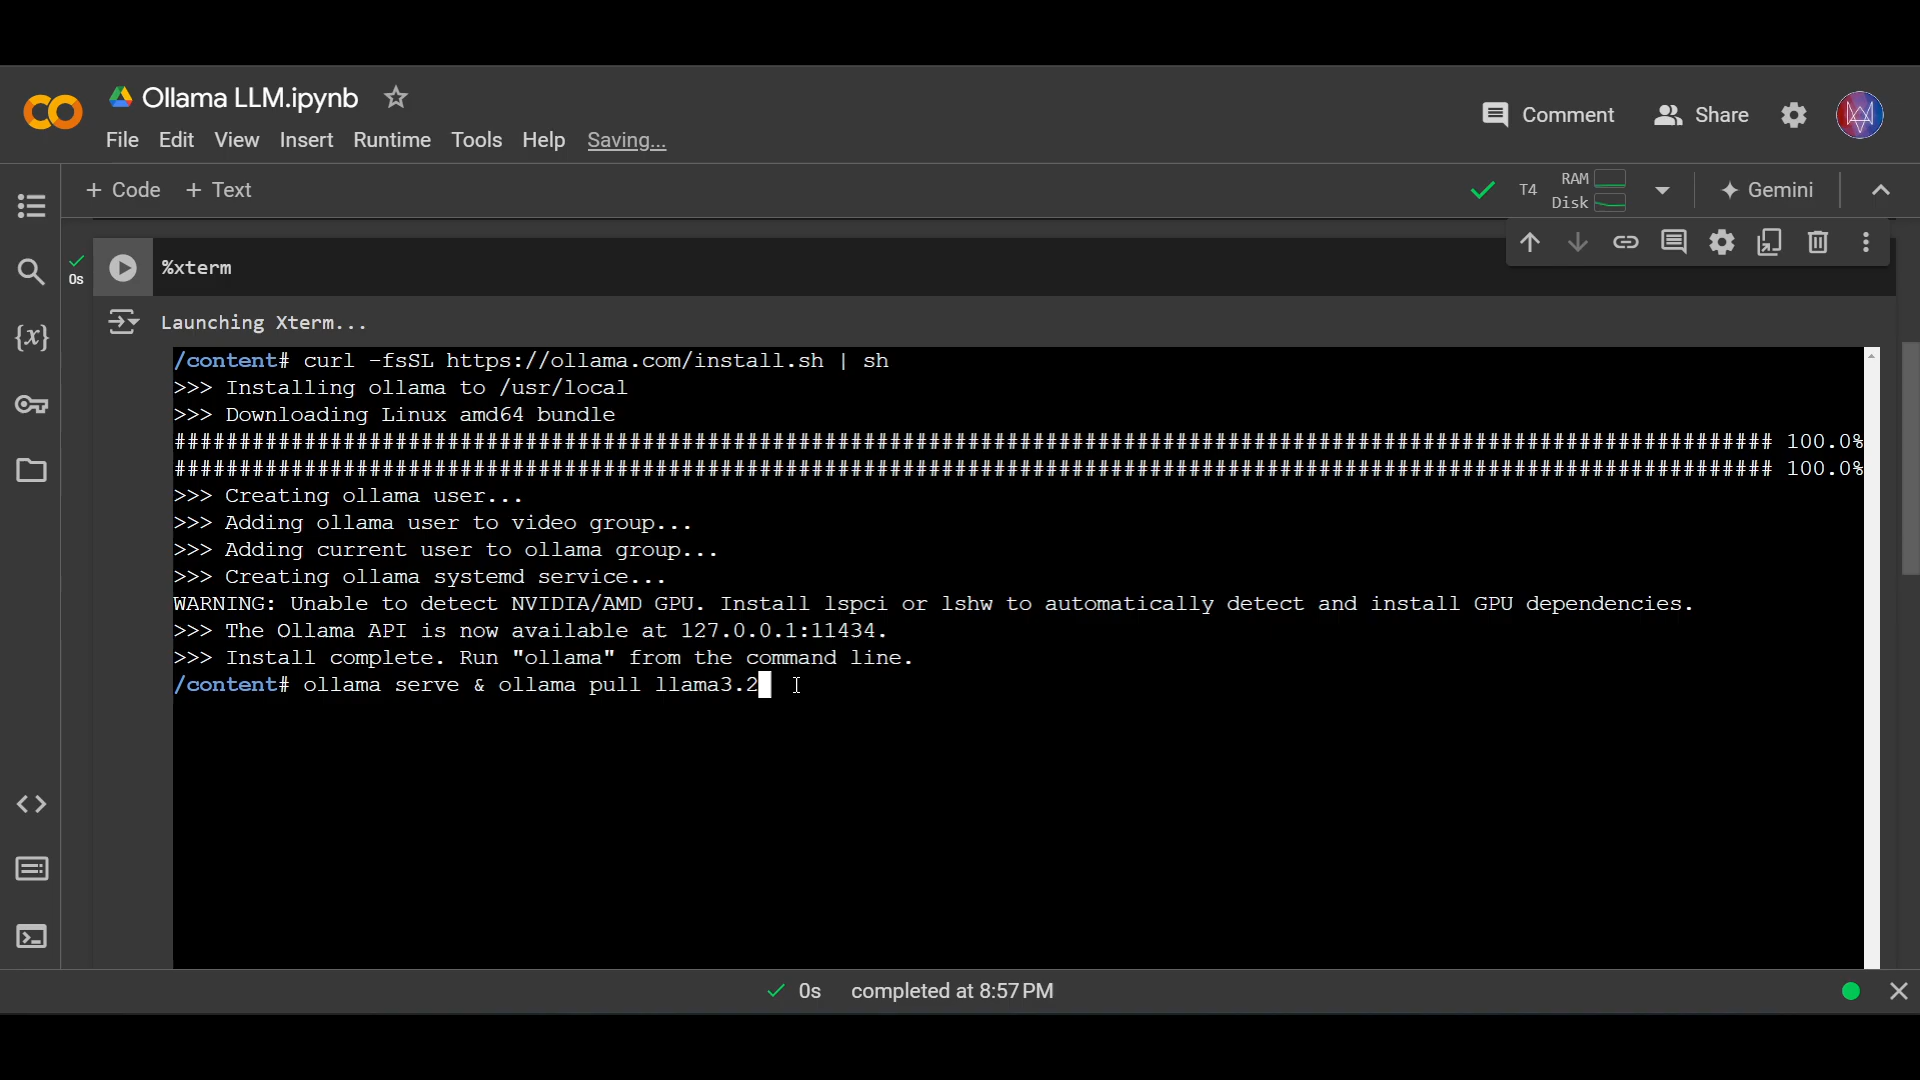 Ollama LLM.ipynb
File Edit View Insert Runtime Tools Help Saving...
Comment Share
+ Code + Text
T4 RAM Disk Gemini
0s
%xterm
Launching Xterm...
/content# curl -fsSL https://ollama.com/install.sh | sh
>>> Installing ollama to /usr/local
>>> Downloading Linux amd64 bundle
########################################################################################################################### 100.0%
########################################################################################################################### 100.0%
>>> Creating ollama user...
>>> Adding ollama user to video group...
>>> Adding current user to ollama group...
>>> Creating ollama systemd service...
WARNING: Unable to detect NVIDIA/AMD GPU. Install lspci or lshw to automatically detect and install GPU dependencies.
>>> The Ollama API is now available at 127.0.0.1:11434.
>>> Install complete. Run "ollama" from the command line.
/content# ollama serve & ollama pull llama3.2
0s completed at 8:57 PM